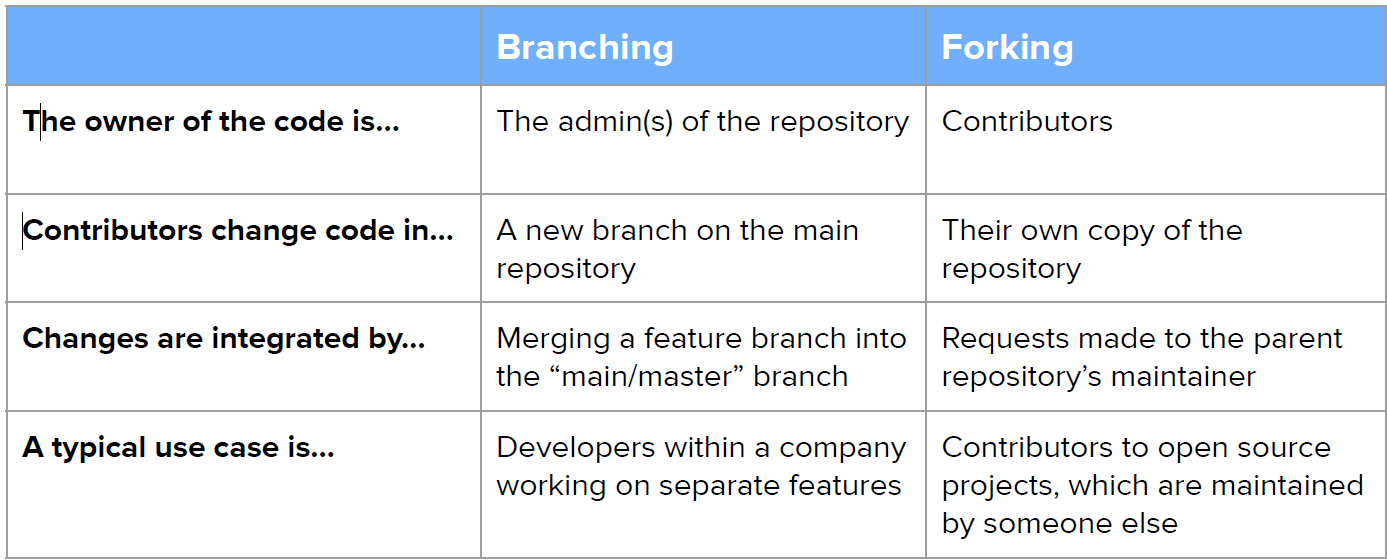 Branching
Forking
The owner of the code is...
The admin(s) of the repository
Contributors
Contributors change code in...
A new branch on the main
repository
Their own copy of the
repository
Changes are integrated by...
Merging a feature branch into
the “main/master” branch
Requests made to the parent
repository’s maintainer
A typical use case is...
Developers within a company
working on separate features
Contributors to open source
projects, which are maintained
by someone else